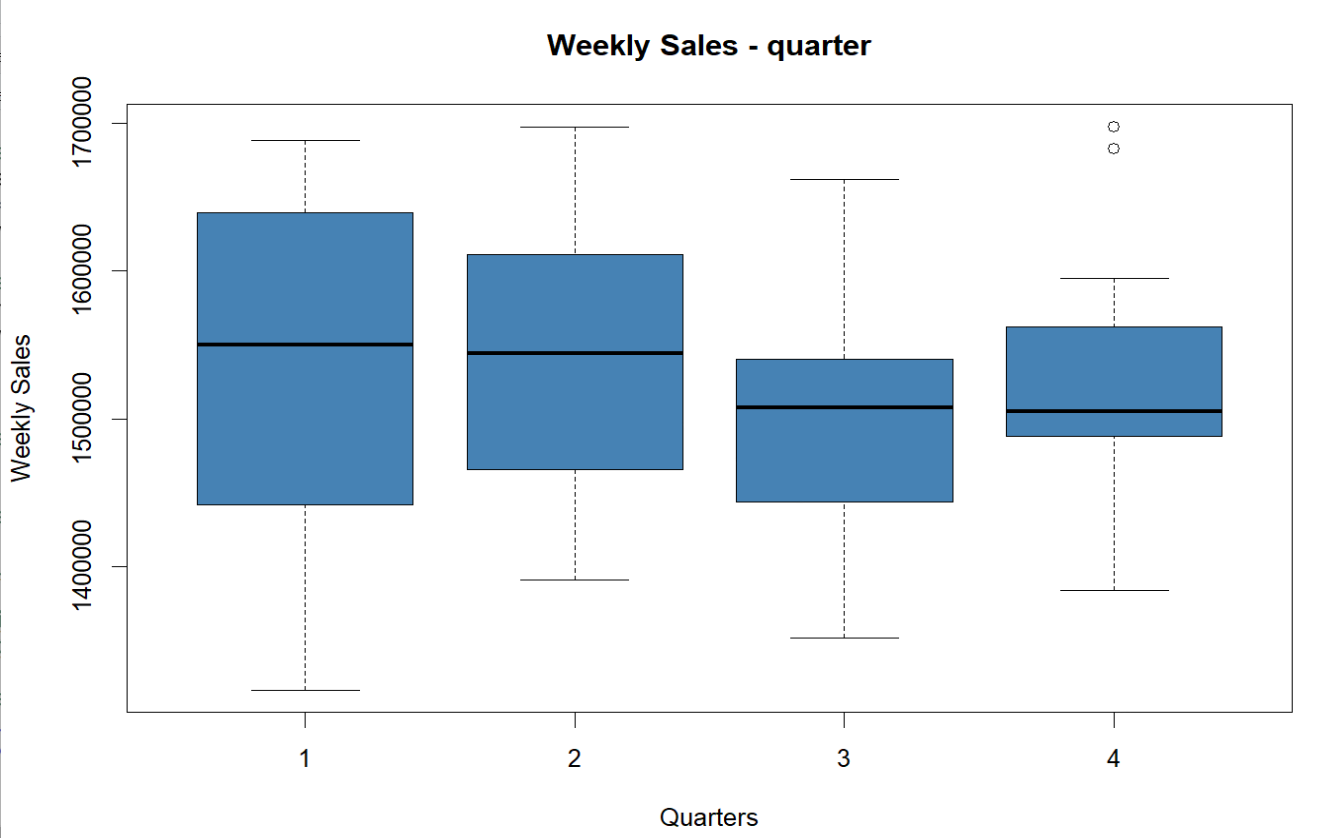 Weekly Sales - quarter
1700000
1600000
1500000
1400000
Weekly Sales
1
2
3
4
Quarters